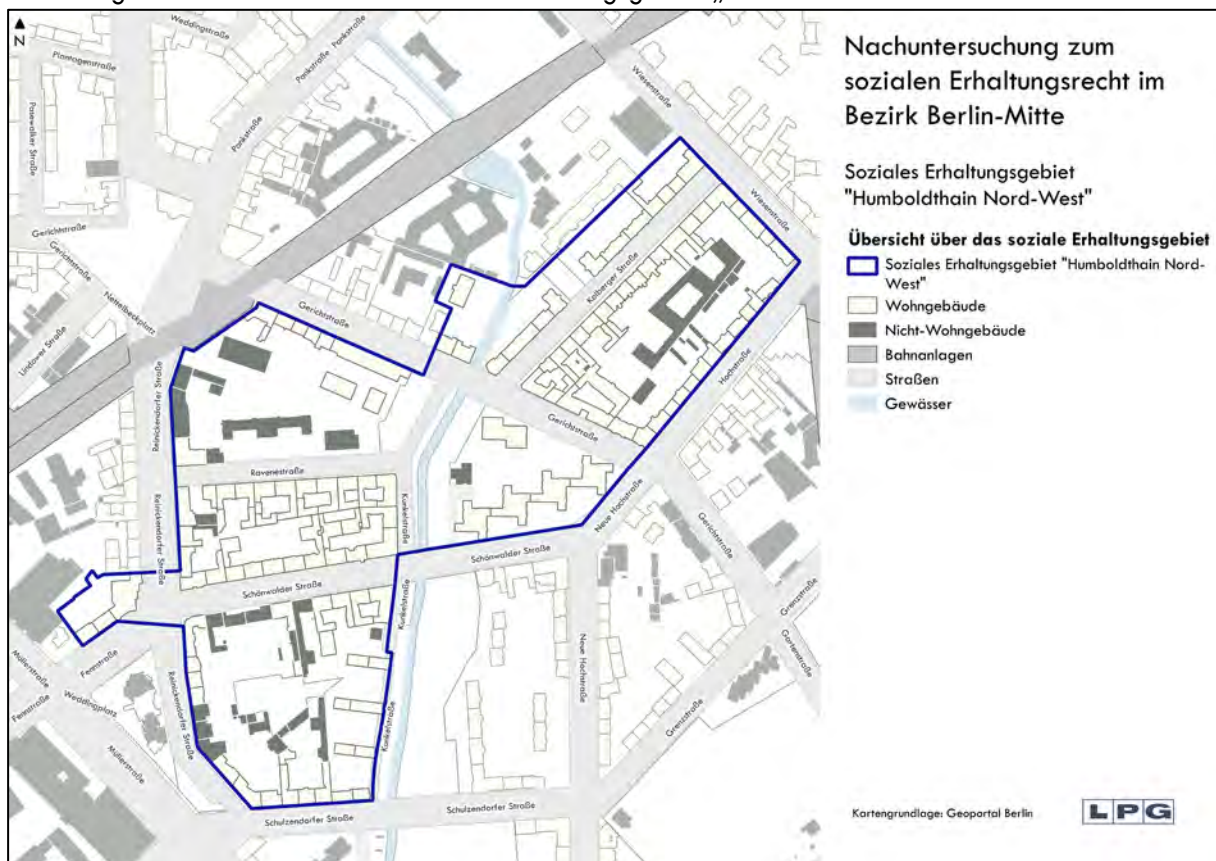 N
Weddingstraße
Plantagenstraße
Pankstraße
Pankstraße
Pankstraße
Pasewalker Straße
Wiesenstraße
Gerichtstraße
Gerichtstraße
Nettelbeckplatz
Lindower Straße
Gerichtstraße
Kolberger Straße
Wiesenstraße
Hochstraße
Reinickendorfer Straße
Gerichtstraße
Ravenéstraße
Reinickendorfer Straße
Kunkelstraße
Neue Hochstraße
Gerichtstraße
Schönwalder Straße
Schönwalder Straße
Kunkelstraße
Grenzstraße
Gartenstraße
Müllerstraße
Fennstraße
Fennstraße
Weddingplatz
Reinickendorfer Straße
Neue Hochstraße
Grenzstraße
Müllerstraße
Kunkelstraße
Schulzendorfer Straße
Schulzendorfer Straße
Nachuntersuchung zum
sozialen Erhaltungsrecht im
Bezirk Berlin-Mitte
Soziales Erhaltungsgebiet
"Humboldthain Nord-West"
Übersicht über das soziale Erhaltungsgebiet
Soziales Erhaltungsgebiet "Humboldthain Nord-
West"
Wohngebäude
Nicht-Wohngebäude
Bahnanlagen
Straßen
Gewässer
Kartengrundlage: Geoportal Berlin
LPG